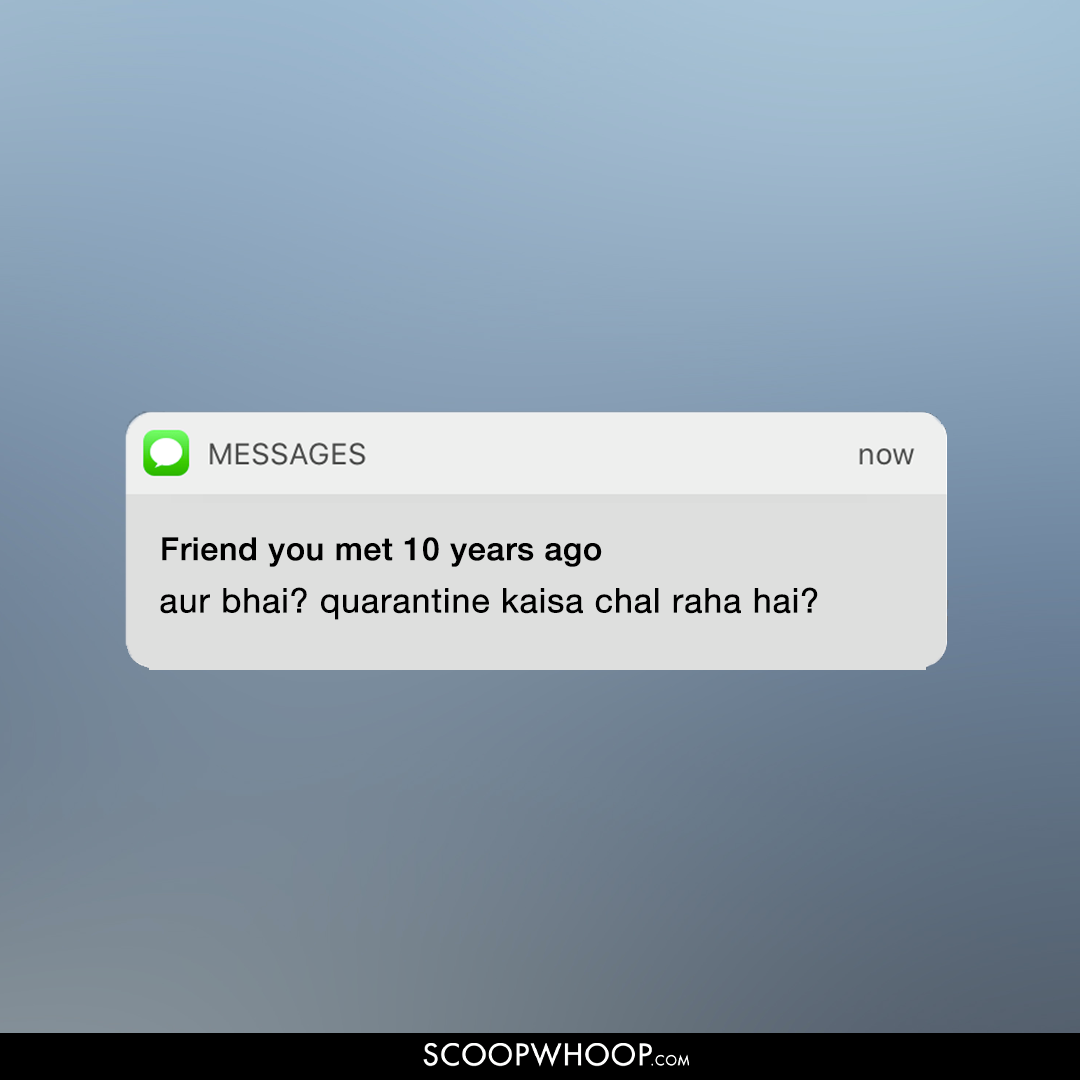 MESSAGES now
Friend you met 10 years ago
aur bhai? quarantine kaisa chal raha hai?
SCOOPWHOOP.COM